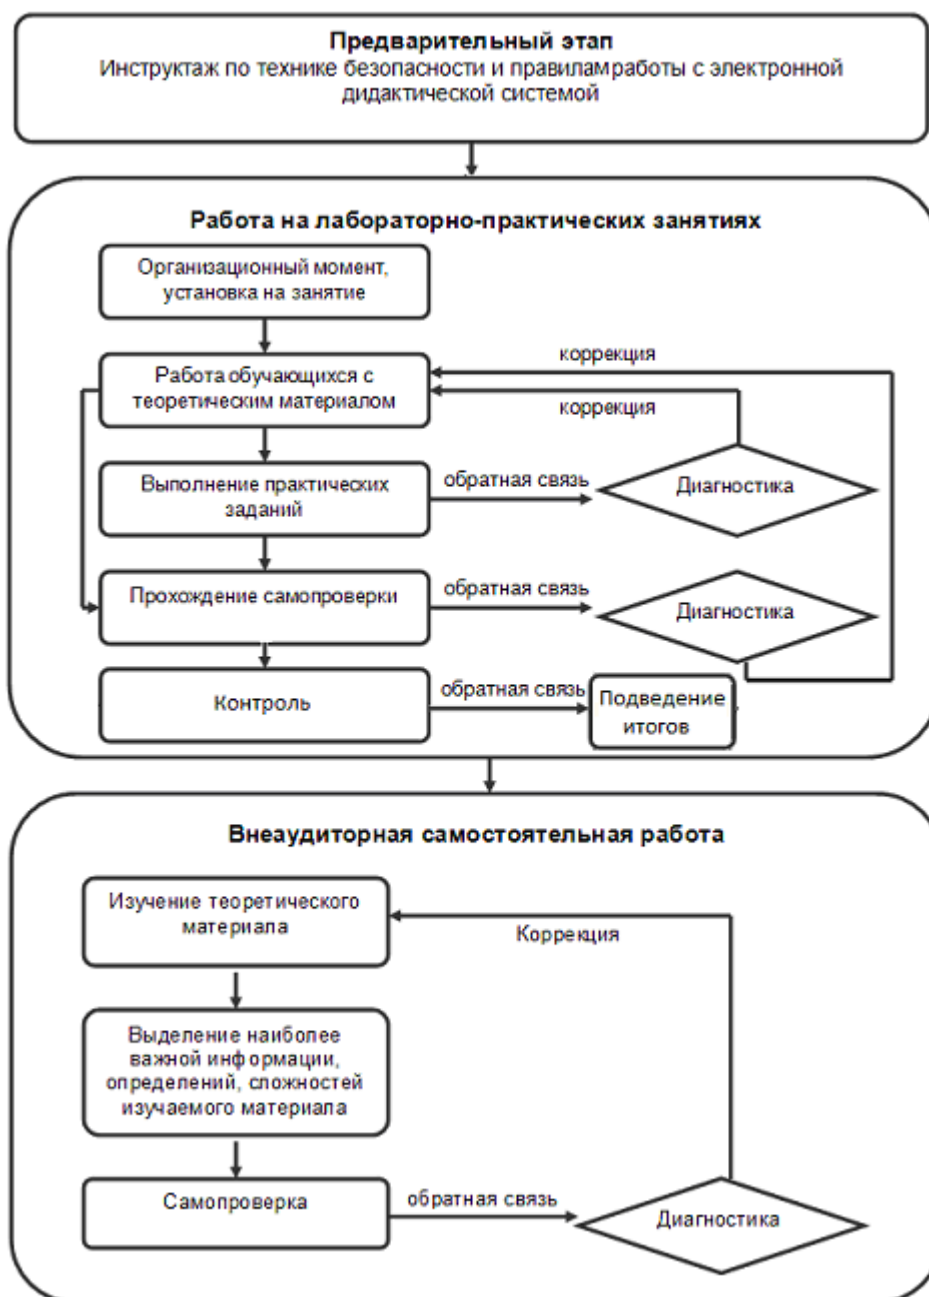 Предварительный этап
Инструктаж по технике безопасности и правиламработы с электронной
дидактической системой
Работа на лабораторно-практических занятиях
Организационный момент,
установка на занятие
коррекция
Работа обучающихся с
теоретическим материалом
коррекция
Выполнение практических
заданий
обратная связь
Диагностика
Прохождение самопроверки
обратная связь
Диагностика
Контроль
обратная связь
Подведение
итогов
Внеаудиторная самостоятельная работа
Изучение теоретического
материала
Коррекция
Выделение наиболее
важной информации,
определений, сложностей
изучаемого материала
Самопроверка
обратная связь
Диагностика